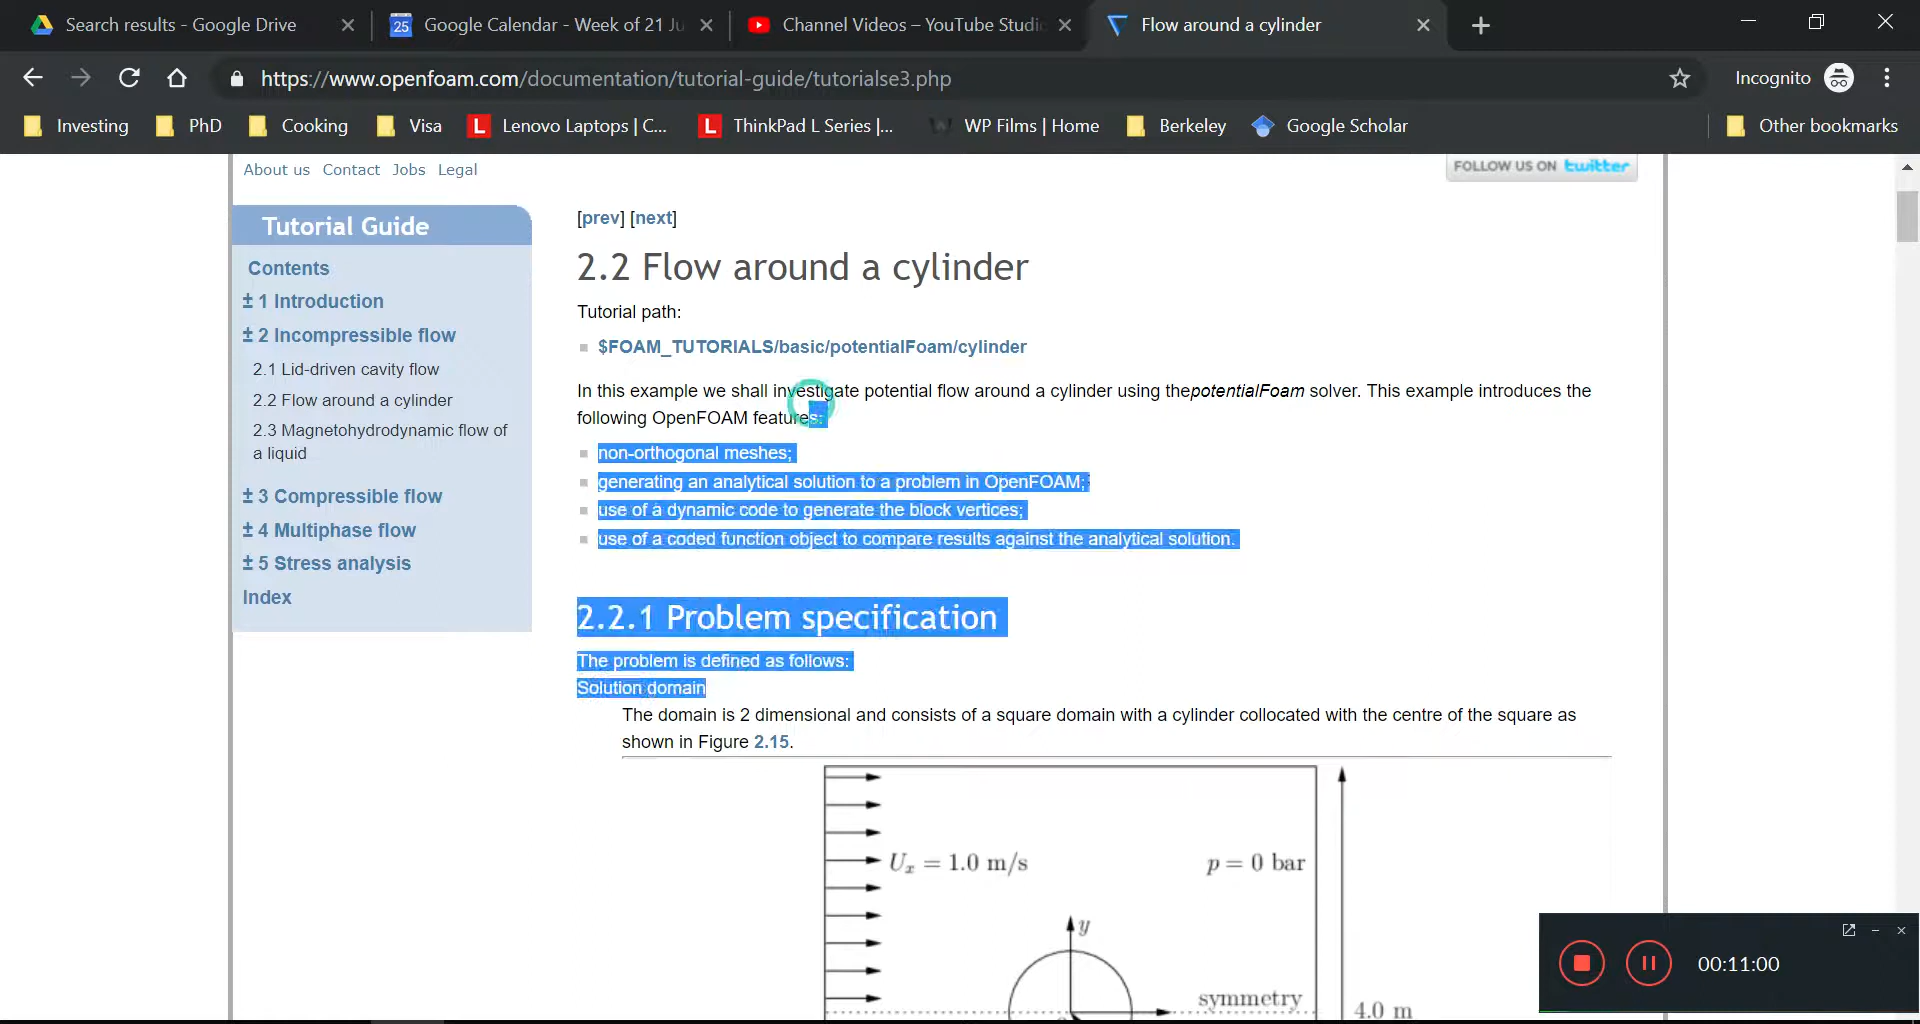 Search results - Google Drive
Google Calendar - Week of 21 Ju
Channel Videos – YouTube Studio
Flow around a cylinder
https://www.openfoam.com/documentation/tutorial-guide/tutorialse3.php
Incognito
Investing
PhD
Cooking
Visa
Lenovo Laptops | C...
ThinkPad L Series |...
WP Films | Home
Berkeley
Google Scholar
Other bookmarks
About us Contact Jobs Legal
FOLLOW US ON twitter
Tutorial Guide
Contents
± 1 Introduction
± 2 Incompressible flow
2.1 Lid-driven cavity flow
2.2 Flow around a cylinder
2.3 Magnetohydrodynamic flow of
a liquid
± 3 Compressible flow
± 4 Multiphase flow
± 5 Stress analysis
Index
[prev] [next]
2.2 Flow around a cylinder
Tutorial path:
$FOAM_TUTORIALS/basic/potentialFoam/cylinder
In this example we shall investigate potential flow around a cylinder using thepotentialFoam solver. This example introduces the
following OpenFOAM features:
non-orthogonal meshes;
generating an analytical solution to a problem in OpenFOAM;
use of a dynamic code to generate the block vertices;
use of a coded function object to compare results against the analytical solution.
2.2.1 Problem specification
The problem is defined as follows:
Solution domain
The domain is 2 dimensional and consists of a square domain with a cylinder collocated with the centre of the square as
shown in Figure 2.15.
Uₓ = 1.0 m/s
p = 0 bar
y
symmetry
4.0 m
00:11:00